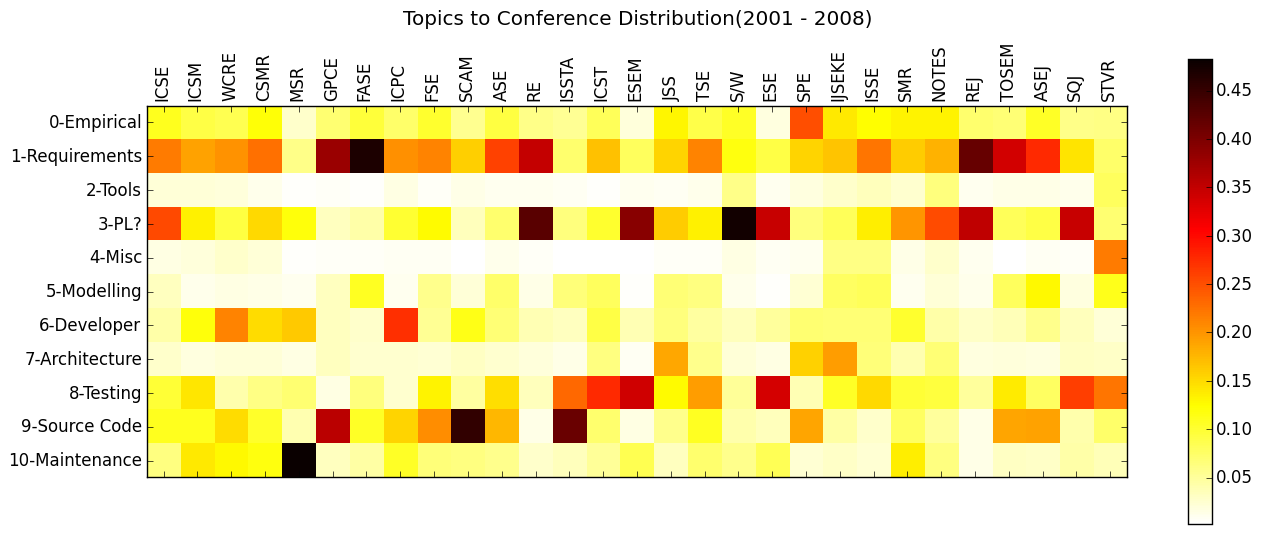 Topics to Conference Distribution(2001 - 2008)
ICSE ICSM WCRE CSMR MSR GPCE FASE ICPC FSE SCAM ASE RE ISSTA ICST ESEM JSS TSE S/W ESE SPE IJSEKE ISSE SMR NOTES REJ TOSEM ASEJ SQJ STVR
0-Empirical
1-Requirements
2-Tools
3-PL?
4-Misc
5-Modelling
6-Developer
7-Architecture
8-Testing
9-Source Code
10-Maintenance
0.45
0.40
0.35
0.30
0.25
0.20
0.15
0.10
0.05